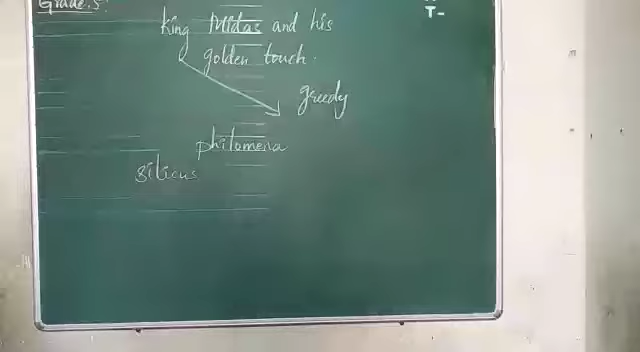 Grade:5
T-
King Midas and his
golden touch.
greedy
philomena
silicus